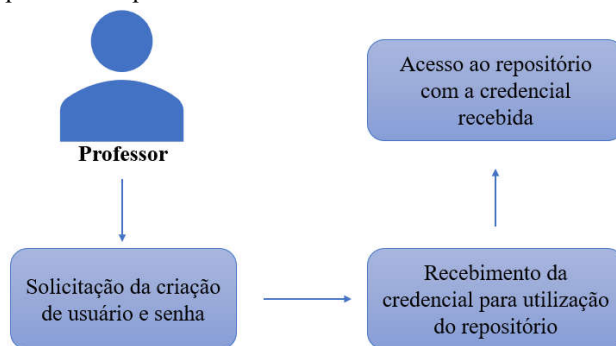 Professor
Solicitação da criação
de usuário e senha
Recebimento da
credencial para utilização
do repositório
Acesso ao repositório
com a credencial
recebida